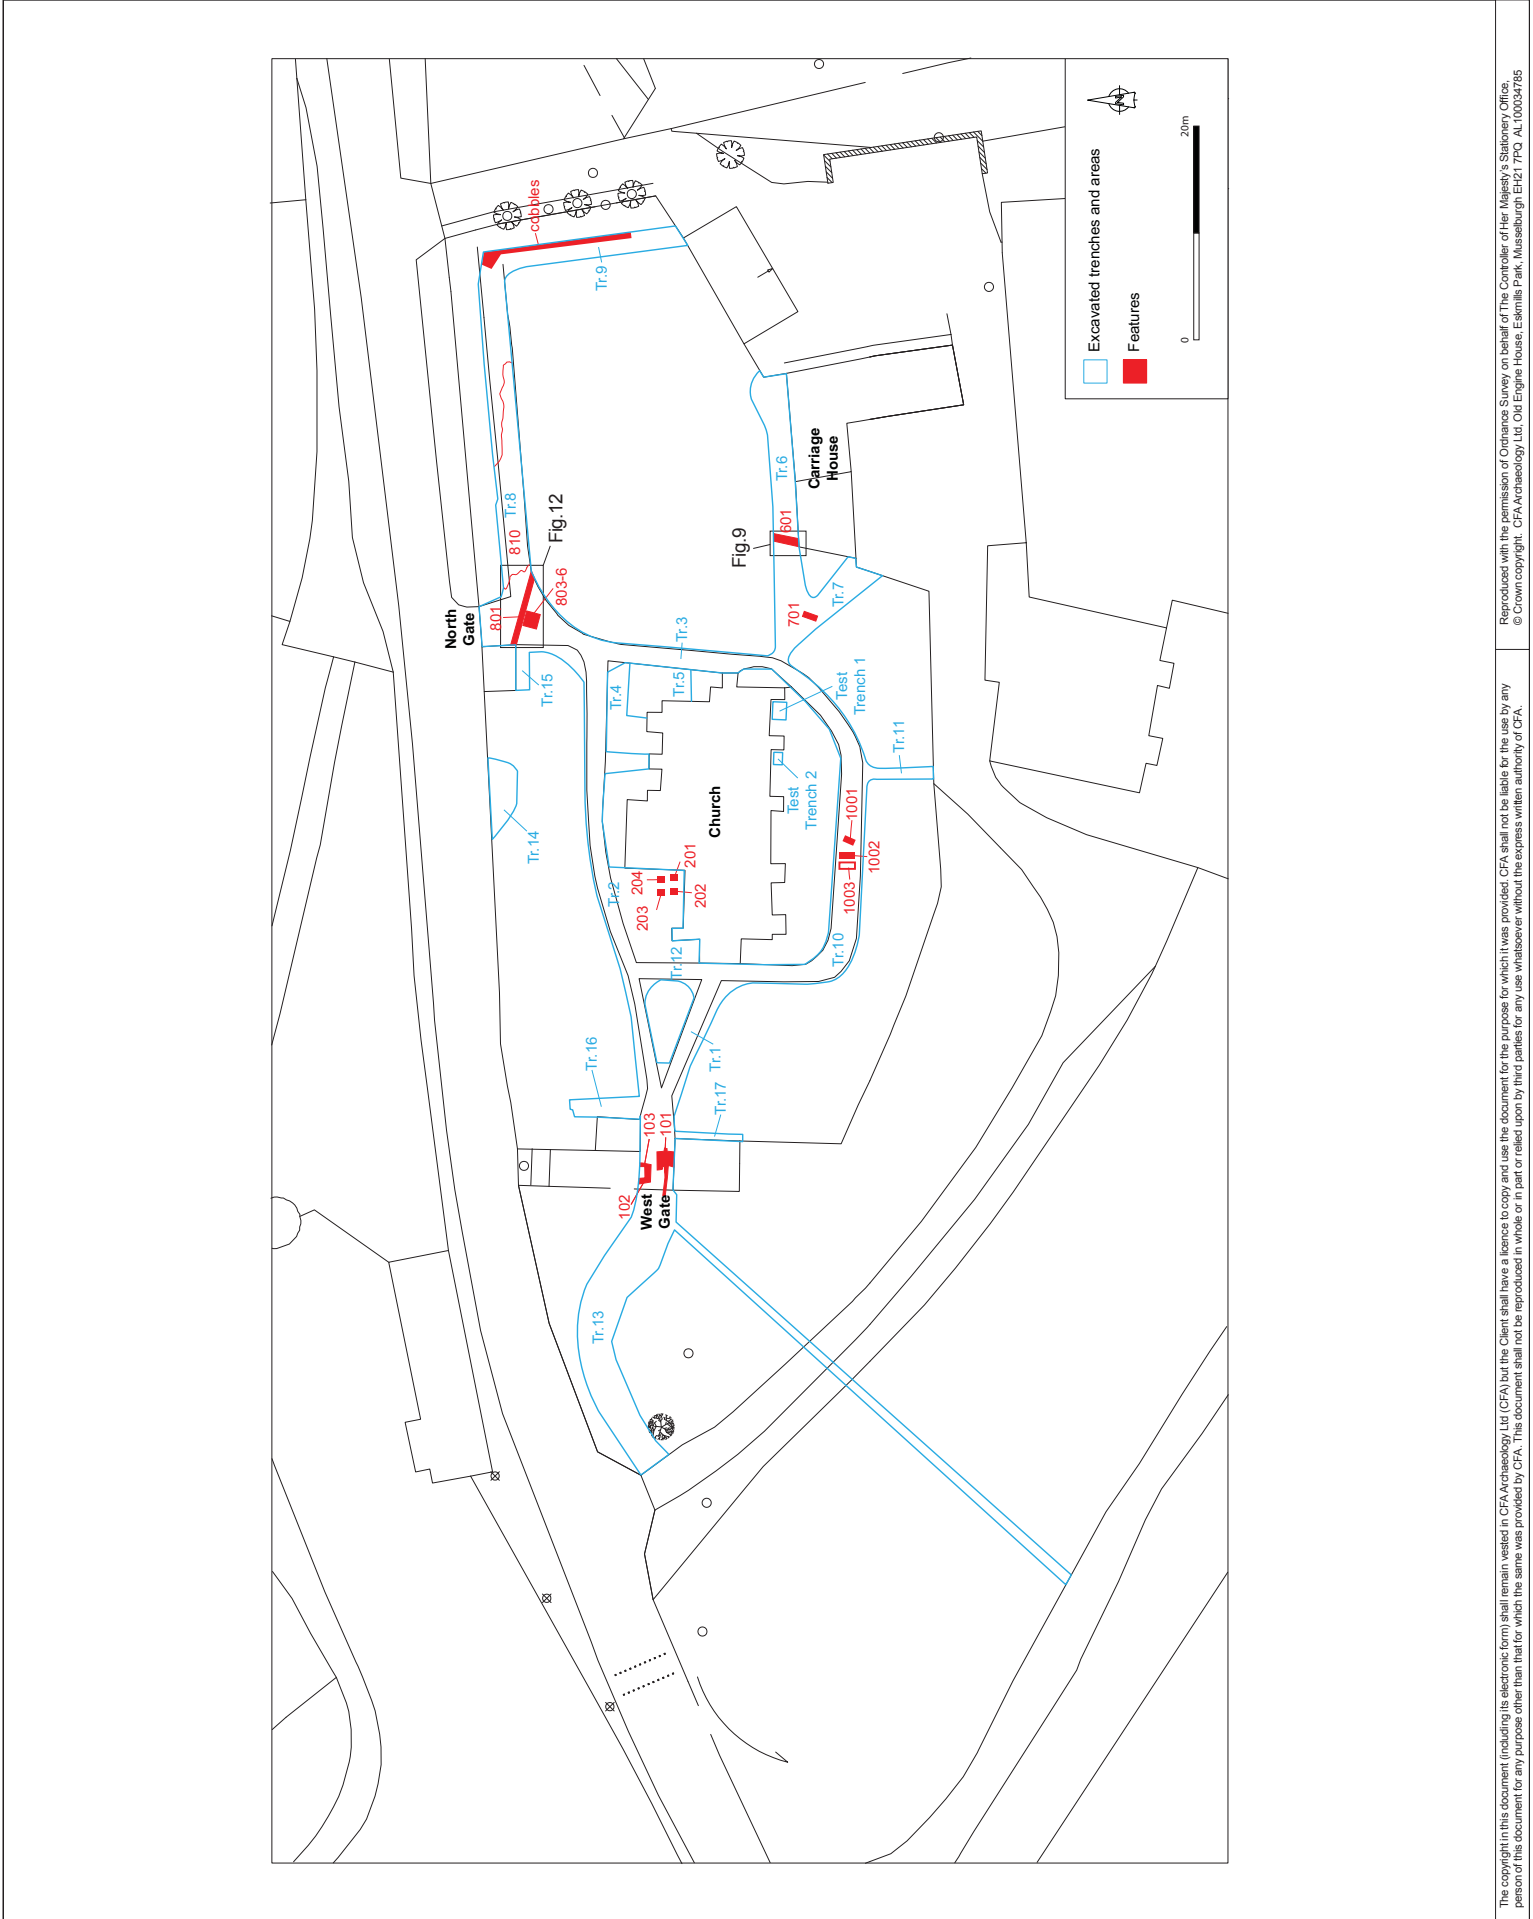 cobbles
Tr.9
Tr.8
810
Fig.12
803-6
801
North
Gate
Tr.15
Tr.14
Tr.3
Tr.4
Tr.5
Tr.6
Carriage
House
Fig.9
601
701
Tr.7
Test
Trench 1
Test
Trench 2
Tr.11
Church
Tr.2
204
203
201
202
1001
1002
1003
Tr.10
Tr.12
Tr.1
Tr.16
Tr.17
103
101
102
West
Gate
Tr.13
N
Excavated trenches and areas
Features
0
20m
Reproduced with the permission of Ordnance Survey on behalf of The Controller of Her Majesty's Stationery Office,
© Crown copyright. CFA Archaeology Ltd, Old Engine House, Eskmills Park, Musselburgh EH21 7PQ AL100034785
The copyright in this document (including its electronic form) shall remain vested in CFA Archaeology Ltd (CFA) but the Client shall have a licence to copy and use the document for the purpose for which it was provided. CFA shall not be liable for the use by any
person of this document for any purpose other than that for which the same was provided by CFA. This document shall not be reproduced in whole or in part or relied upon by third parties for any use whatsoever without the express written authority of CFA.